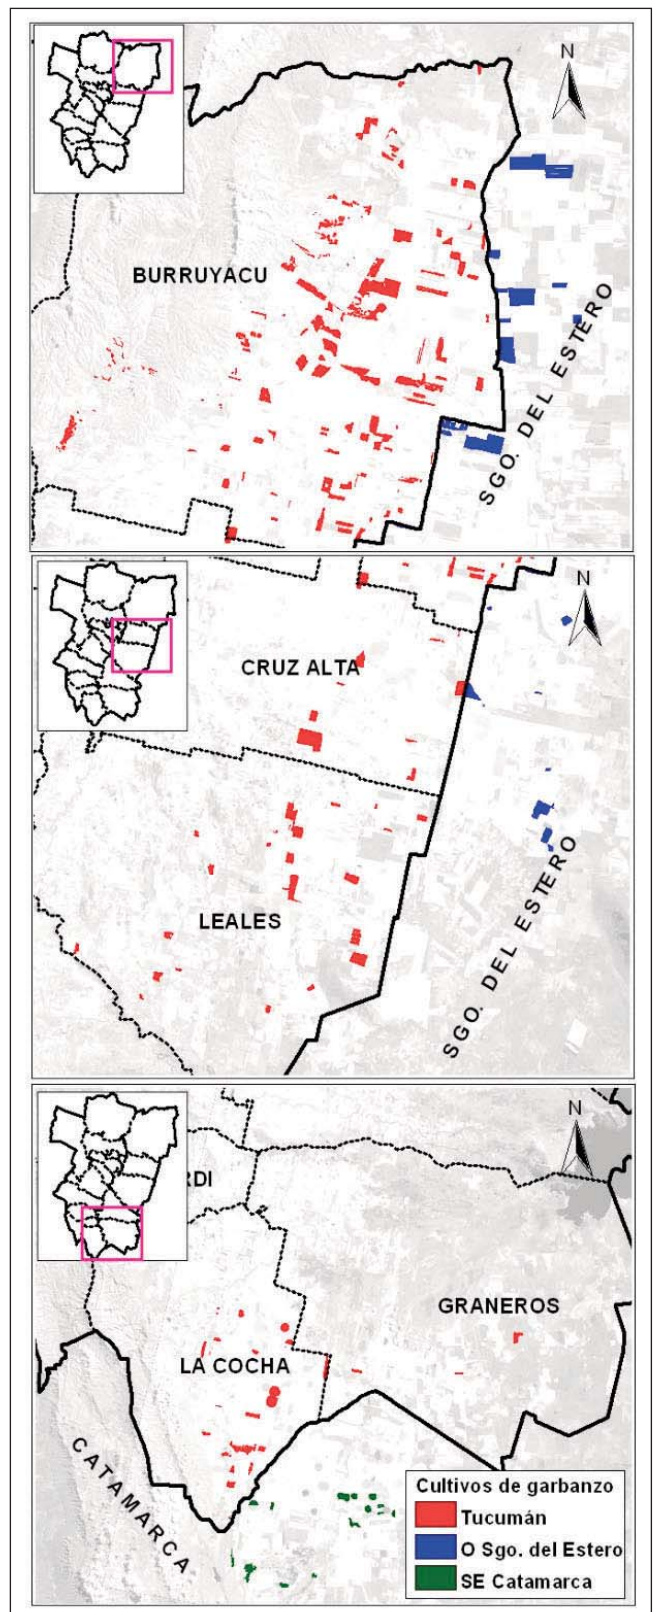 N
BURRUYACU
SGO. DEL ESTERO
N
CRUZ ALTA
LEALES
SGO. DEL ESTERO
N
RDI
GRANEROS
LA COCHA
CATAMARCA
Cultivos de garbanzo
Tucumán
O Sgo. del Estero
SE Catamarca